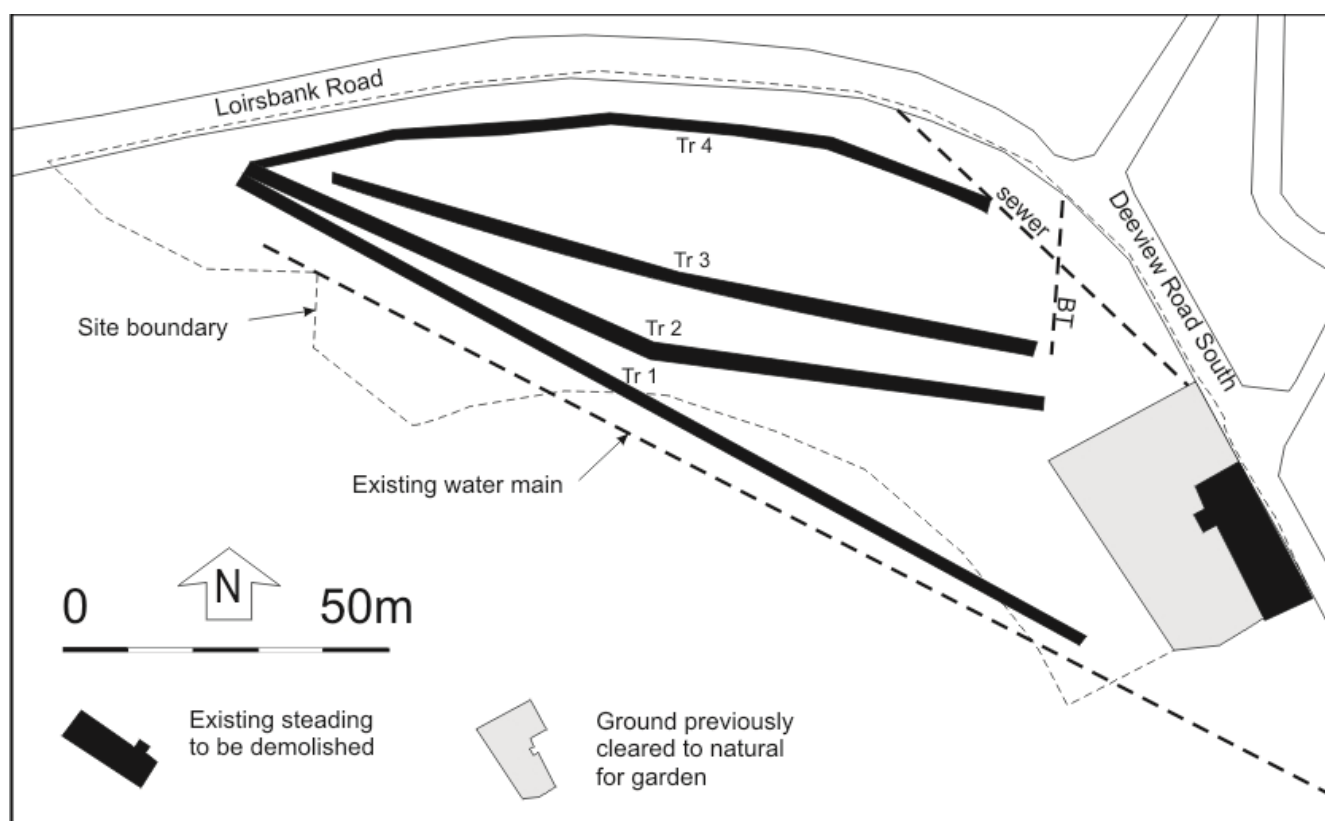 Loirsbank Road
Tr 4
sewer
Deeview Road South
Tr 3
BT
Site boundary
Tr 2
Tr 1
Existing water main
N
0 50m
Existing steading
to be demolished
Ground previously
cleared to natural
for garden